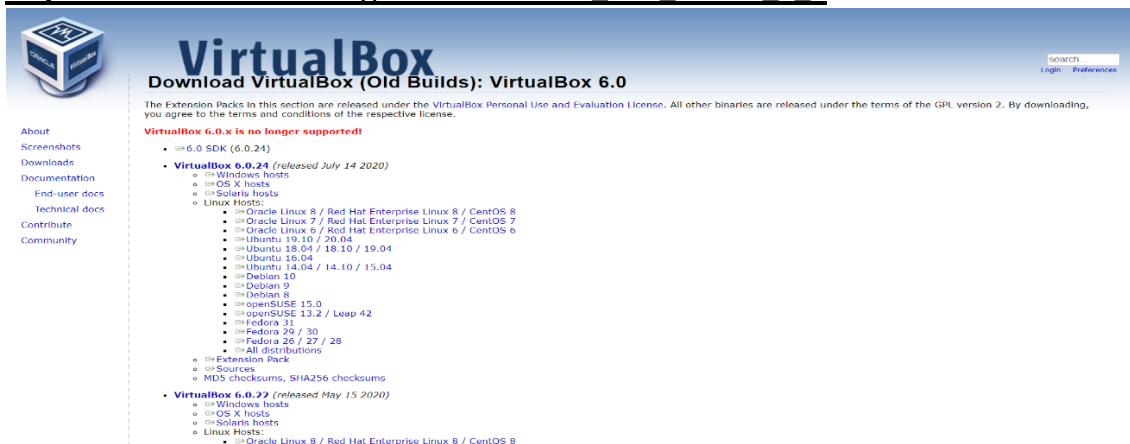 ORACLE
VirtualBox
VirtualBox
search...
Login Preferences
Download VirtualBox (Old Builds): VirtualBox 6.0
The Extension Packs in this section are released under the VirtualBox Personal Use and Evaluation License. All other binaries are released under the terms of the GPL version 2. By downloading,
you agree to the terms and conditions of the respective license.
About
Screenshots
Downloads
Documentation
End-user docs
Technical docs
Contribute
Community
VirtualBox 6.0.x is no longer supported!
6.0 SDK (6.0.24)
VirtualBox 6.0.24 (released July 14 2020)
Windows hosts
OS X hosts
Solaris hosts
Linux Hosts:
Oracle Linux 8 / Red Hat Enterprise Linux 8 / CentOS 8
Oracle Linux 7 / Red Hat Enterprise Linux 7 / CentOS 7
Oracle Linux 6 / Red Hat Enterprise Linux 6 / CentOS 6
Ubuntu 19.10 / 20.04
Ubuntu 18.04 / 18.10 / 19.04
Ubuntu 16.04
Ubuntu 14.04 / 14.10 / 15.04
Debian 10
Debian 9
Debian 8
openSUSE 15.0
openSUSE 13.2 / Leap 42
Fedora 31
Fedora 29 / 30
Fedora 26 / 27 / 28
All distributions
Extension Pack
Sources
MD5 checksums, SHA256 checksums
VirtualBox 6.0.22 (released May 15 2020)
Windows hosts
OS X hosts
Solaris hosts
Linux Hosts:
Oracle Linux 8 / Red Hat Enterprise Linux 8 / CentOS 8